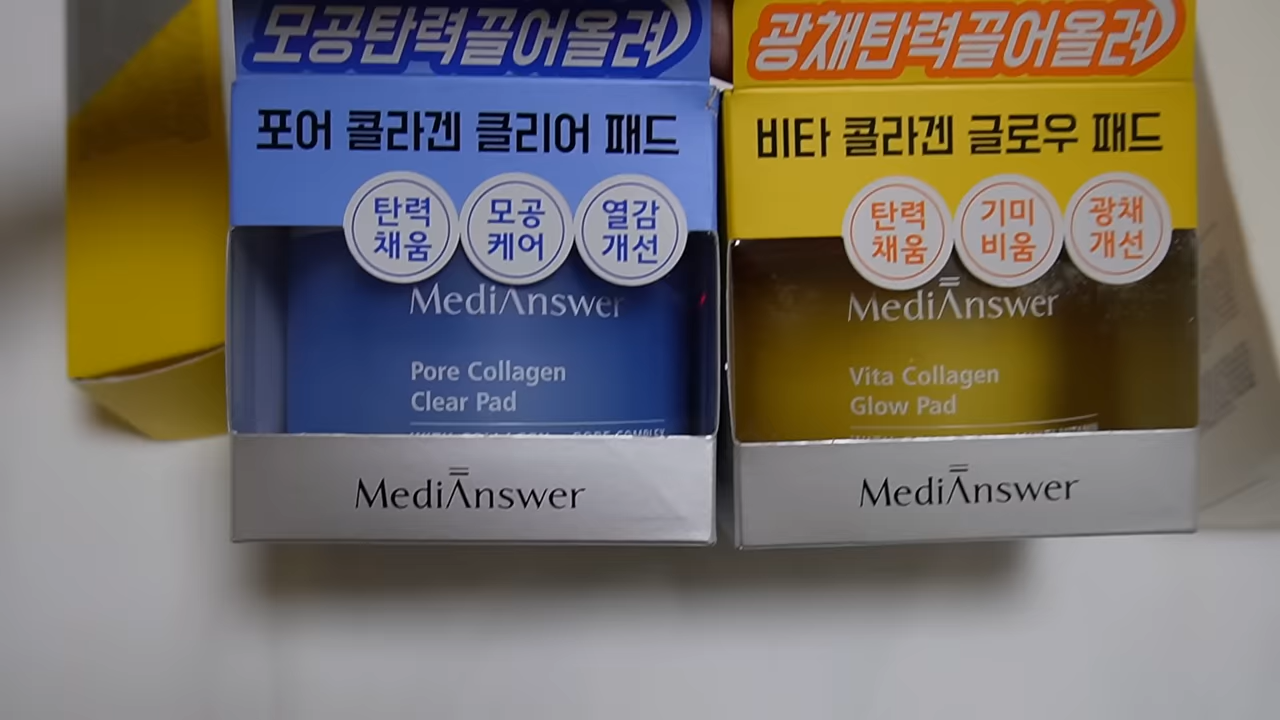 모공탄력끌어올려
포어 콜라겐 클리어 패드
탄력
채움
모공
케어
열감
개선
MediAnswer
Pore Collagen
Clear Pad
MediAnswer
광채탄력끌어올려
비타 콜라겐 글로우 패드
탄력
채움
기미
비움
광채
개선
MediAnswer
Vita Collagen
Glow Pad
MediAnswer